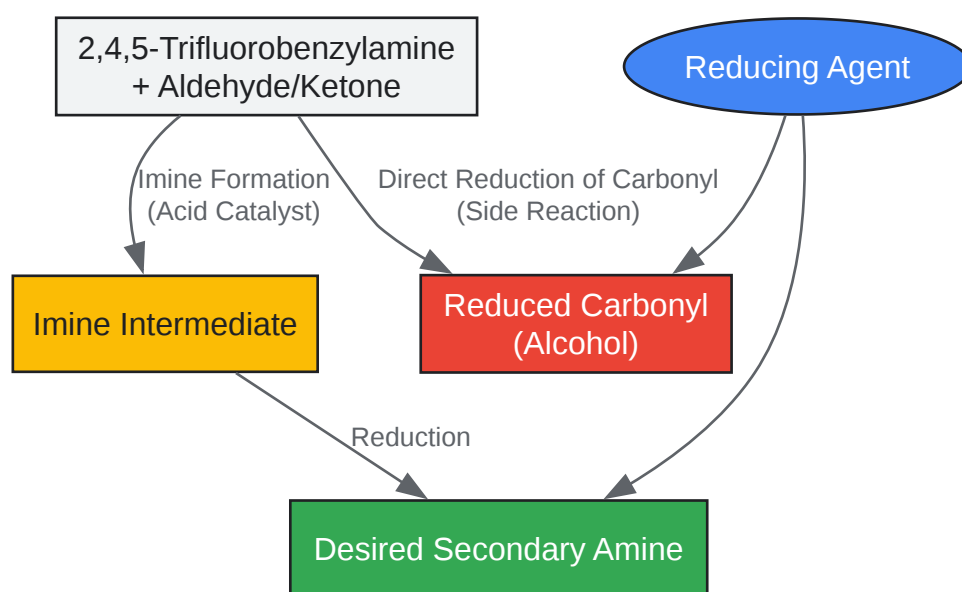 2,4,5-Trifluorobenzylamine
+ Aldehyde/Ketone
Reducing Agent
Imine Formation
(Acid Catalyst)
Direct Reduction of Carbonyl
(Side Reaction)
Imine Intermediate
Reduced Carbonyl
(Alcohol)
Reduction
Desired Secondary Amine